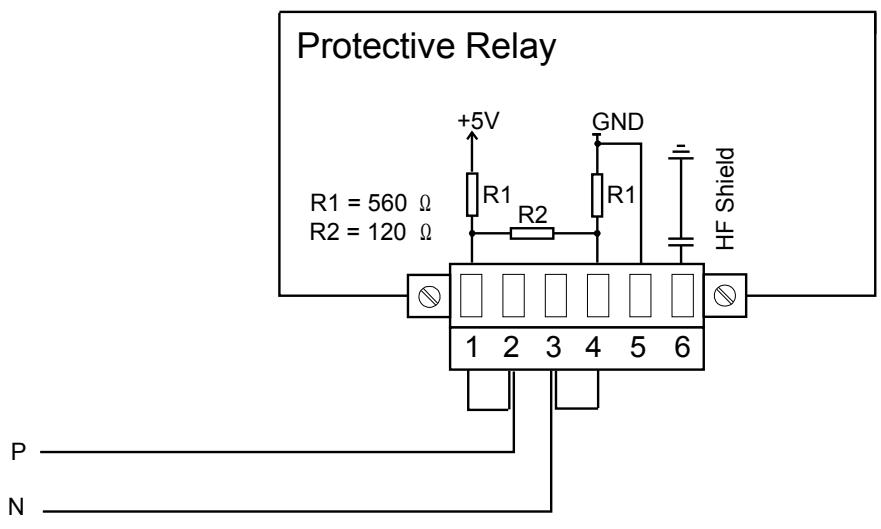 Protective Relay
+5V
GND
HF Shield
R1
R1
R2
R1 = 560 Ω
R2 = 120 Ω
1 2 3 4 5 6
P
N